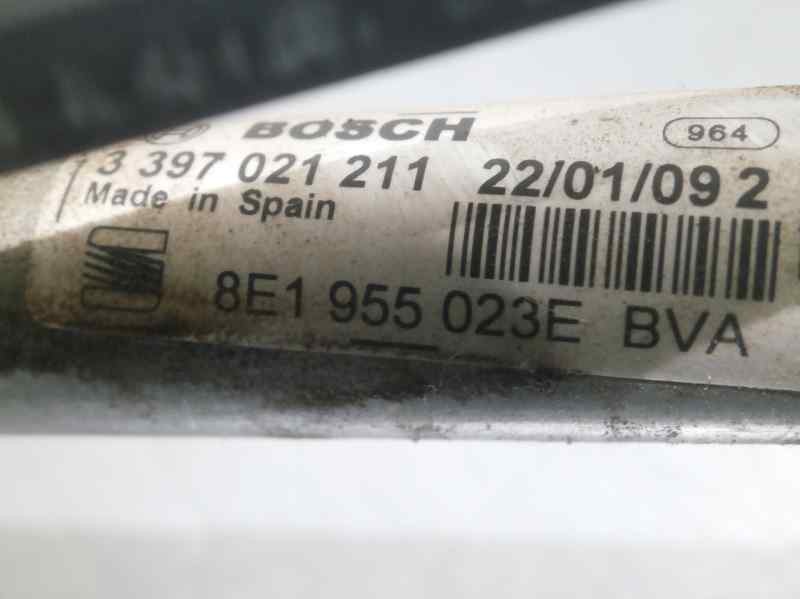 BOSCH
964
3 397 021 211
22/01/09 2
Made in Spain
8E1 955 023E BVA